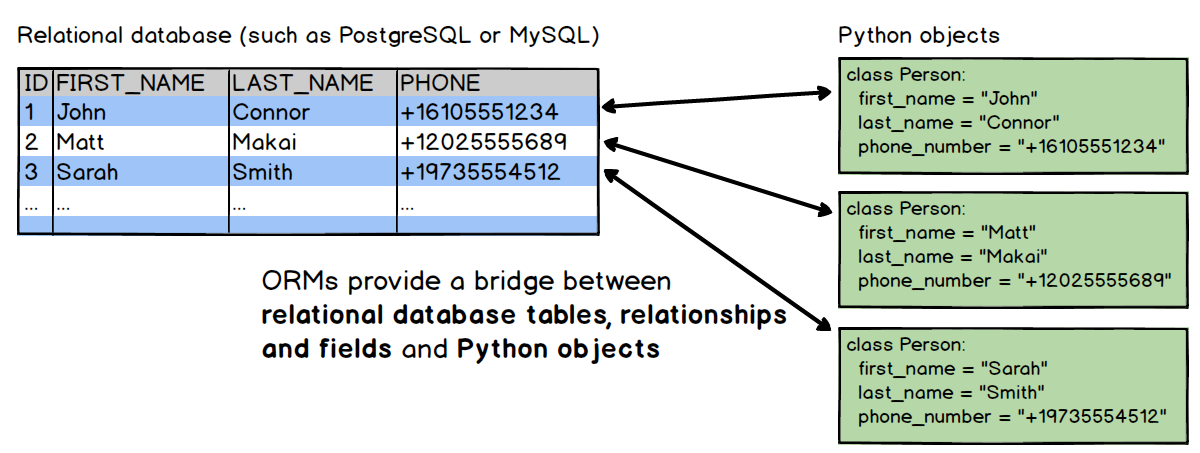 Relational database (such as PostgreSQL or MySQL)
ID FIRST_NAME LAST_NAME PHONE
1 John Connor +16105551234
2 Matt Makai +12025555689
3 Sarah Smith +19735554512
... ... ... ...
ORMs provide a bridge between
relational database tables, relationships
and fields and Python objects
Python objects
class Person:
first_name = "John"
last_name = "Connor"
phone_number = "+16105551234"
class Person:
first_name = "Matt"
last_name = "Makai"
phone_number = "+12025555689"
class Person:
first_name = "Sarah"
last_name = "Smith"
phone_number = "+19735554512"